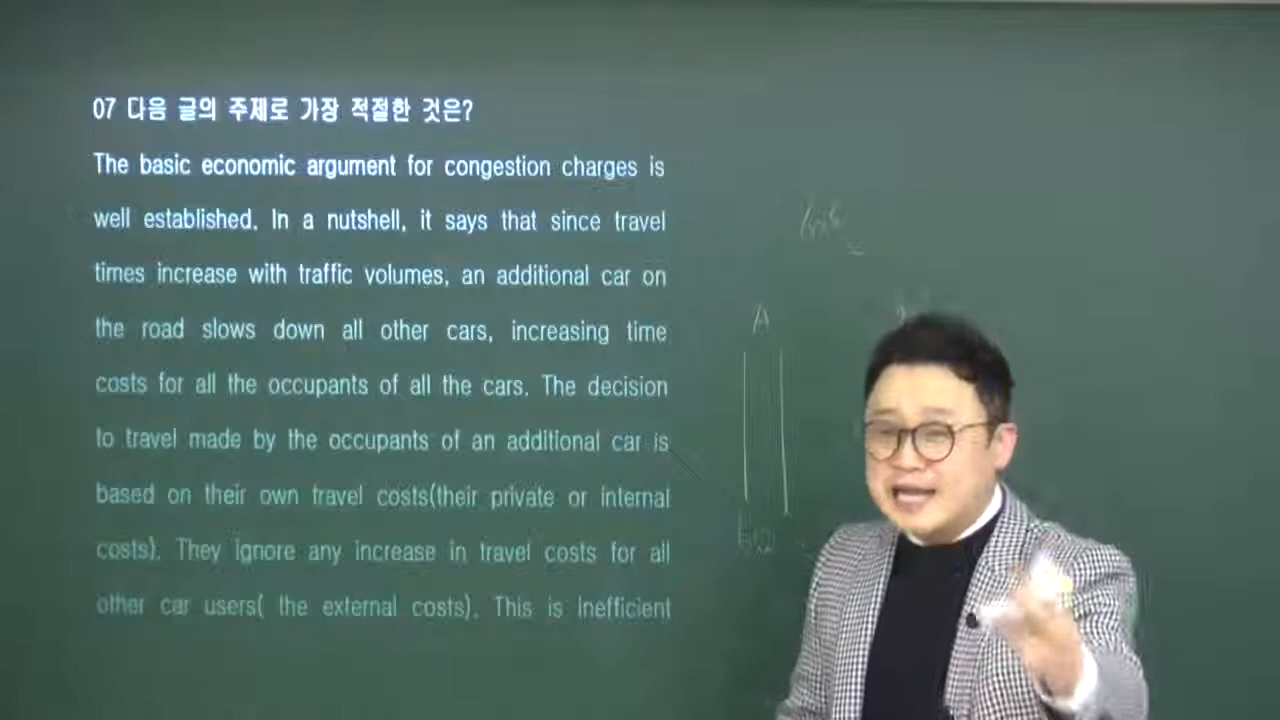 07 다음 글의 주제로 가장 적절한 것은?
The basic economic argument for congestion charges is
well established. In a nutshell, it says that since travel
times increase with traffic volumes, an additional car on
the road slows down all other cars, increasing time
costs for all the occupants of all the cars. The decision
to travel made by the occupants of an additional car is
based on their own travel costs(their private or internal
costs). They ignore any increase in travel costs for all
other car users( the external costs). This is inefficient
A